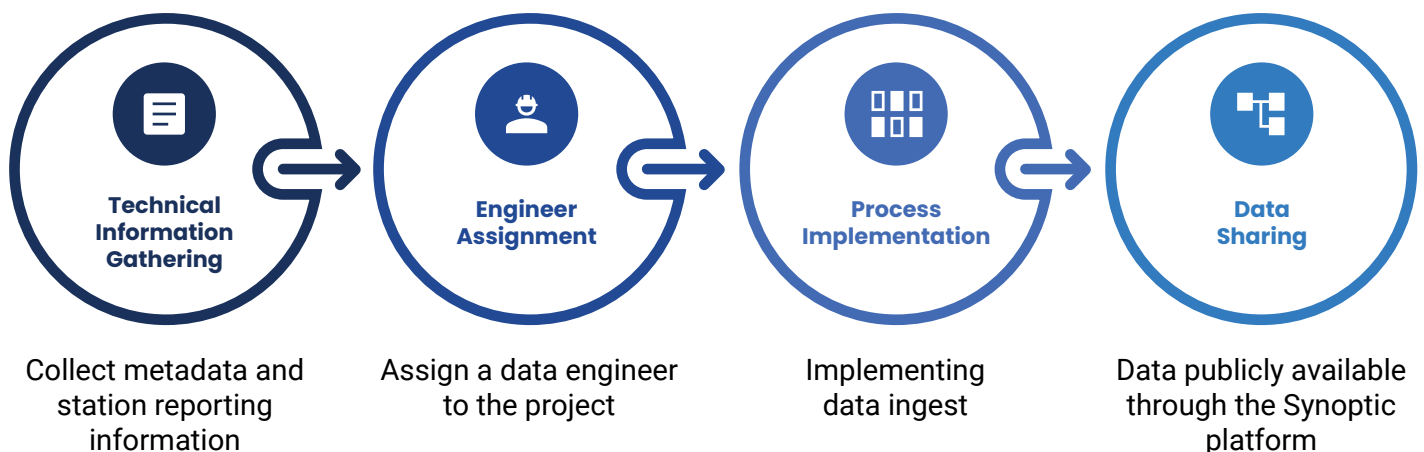 Technical
Information
Gathering
Engineer
Assignment
Process
Implementation
Data
Sharing
Collect metadata and
station reporting
information
Assign a data engineer
to the project
Implementing
data ingest
Data publicly available
through the Synoptic
platform